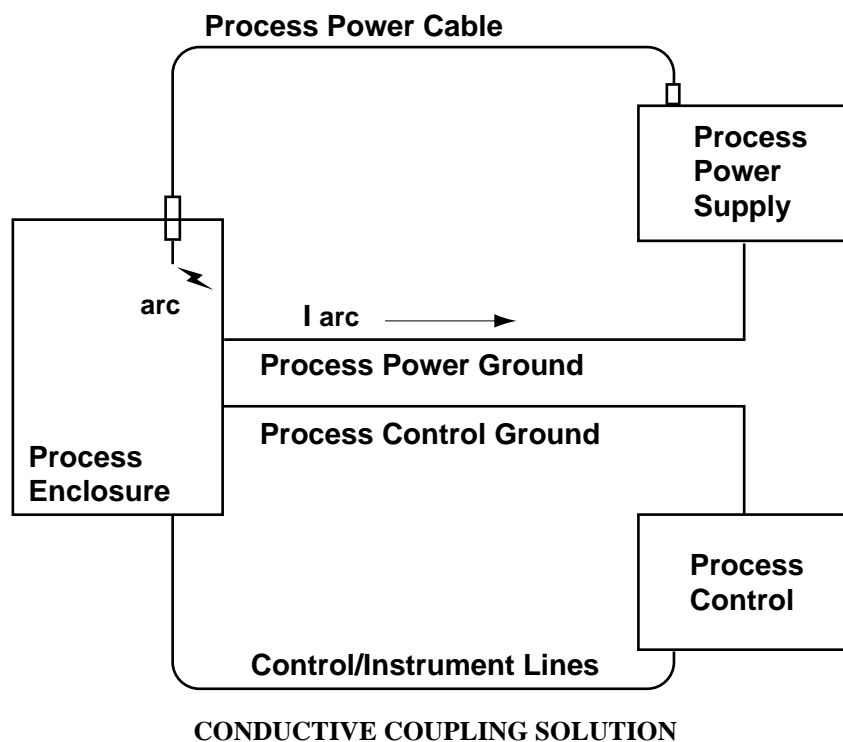 Process Power Cable
Process
Power
Supply
arc
I arc
Process Power Ground
Process Control Ground
Process
Enclosure
Process
Control
Control/Instrument Lines
CONDUCTIVE COUPLING SOLUTION